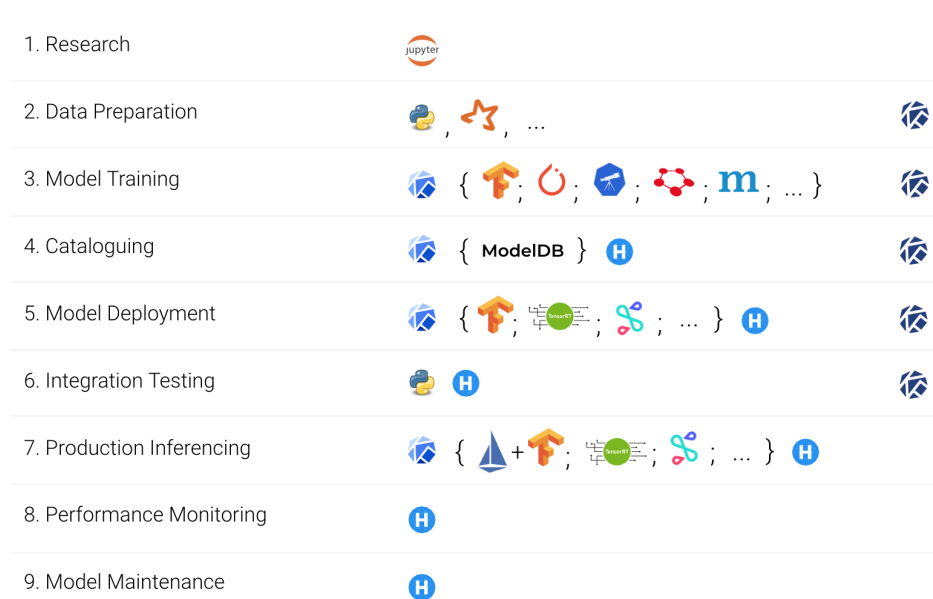 1. Research
jupyter
2. Data Preparation
, , ...
3. Model Training
{ ; ; ; ; m ; ... }
4. Cataloguing
{ ModelDB } H
5. Model Deployment
{ ; TensorRT ; ; ... } H
6. Integration Testing
H
7. Production Inferencing
{ + ; TensorRT ; ; ... } H
8. Performance Monitoring
H
9. Model Maintenance
H